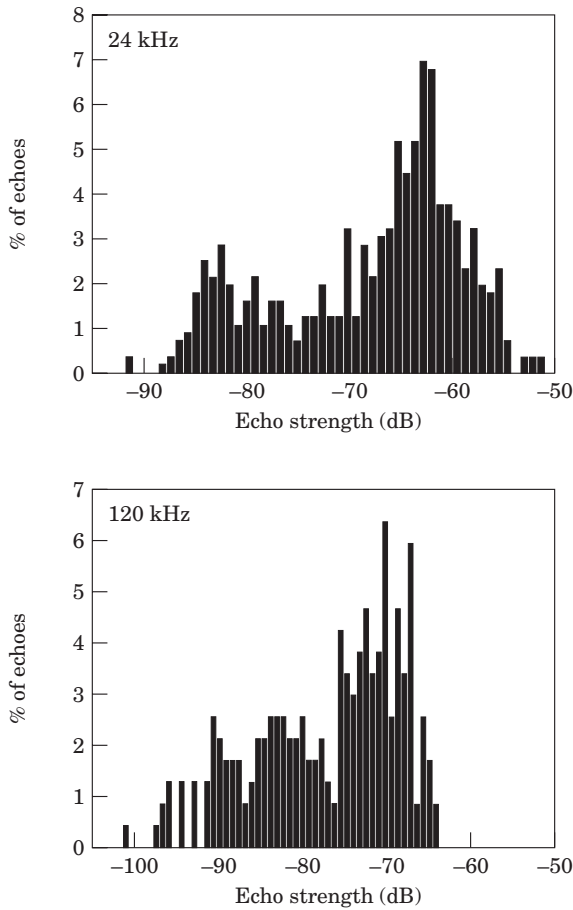 8
24 kHz
7
6
5
4
3
2
1
0
% of echoes
–90 –80 –70 –60 –50
Echo strength (dB)
7
120 kHz
6
5
4
3
2
1
0
% of echoes
–100 –90 –80 –70 –60 –50
Echo strength (dB)